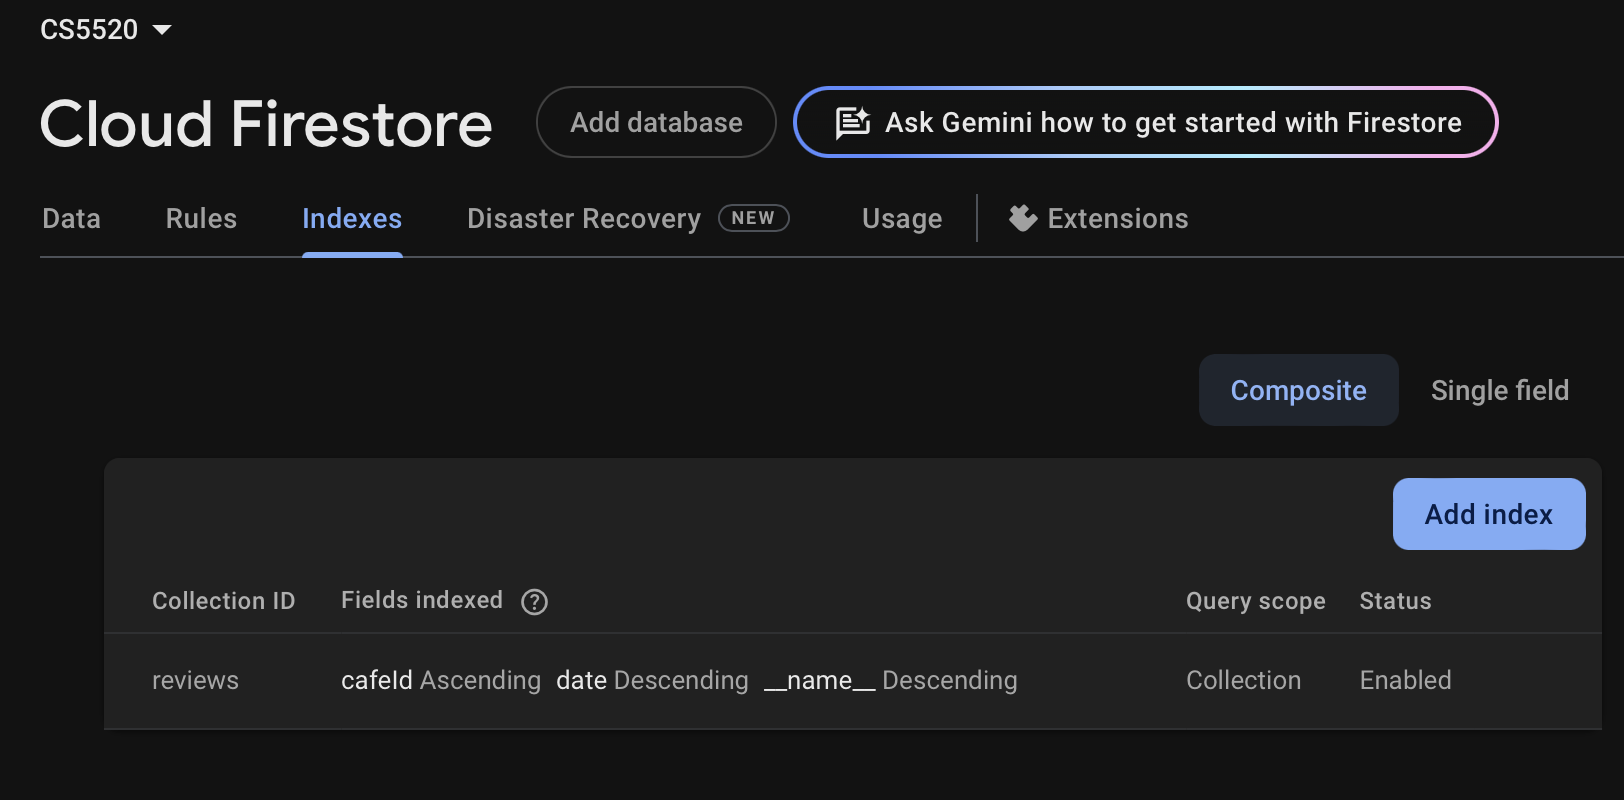 CS5520
Cloud Firestore
Add database
Ask Gemini how to get started with Firestore
Data Rules Indexes Disaster Recovery NEW Usage Extensions
Composite Single field
Add index
Collection ID Fields indexed ? Query scope Status
reviews cafeId Ascending date Descending __name__ Descending Collection Enabled